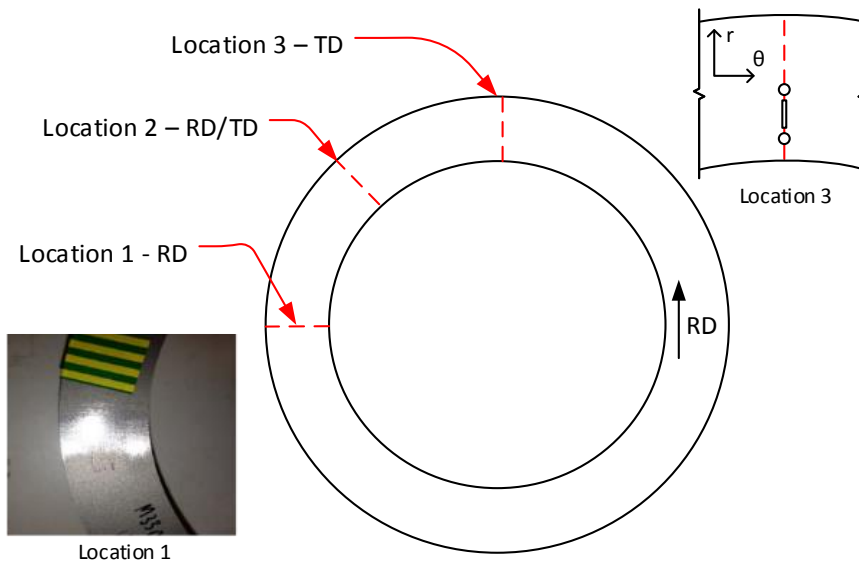 Location 3 – TD
Location 2 – RD/TD
Location 1 - RD
r
θ
Location 3
RD
Location 1